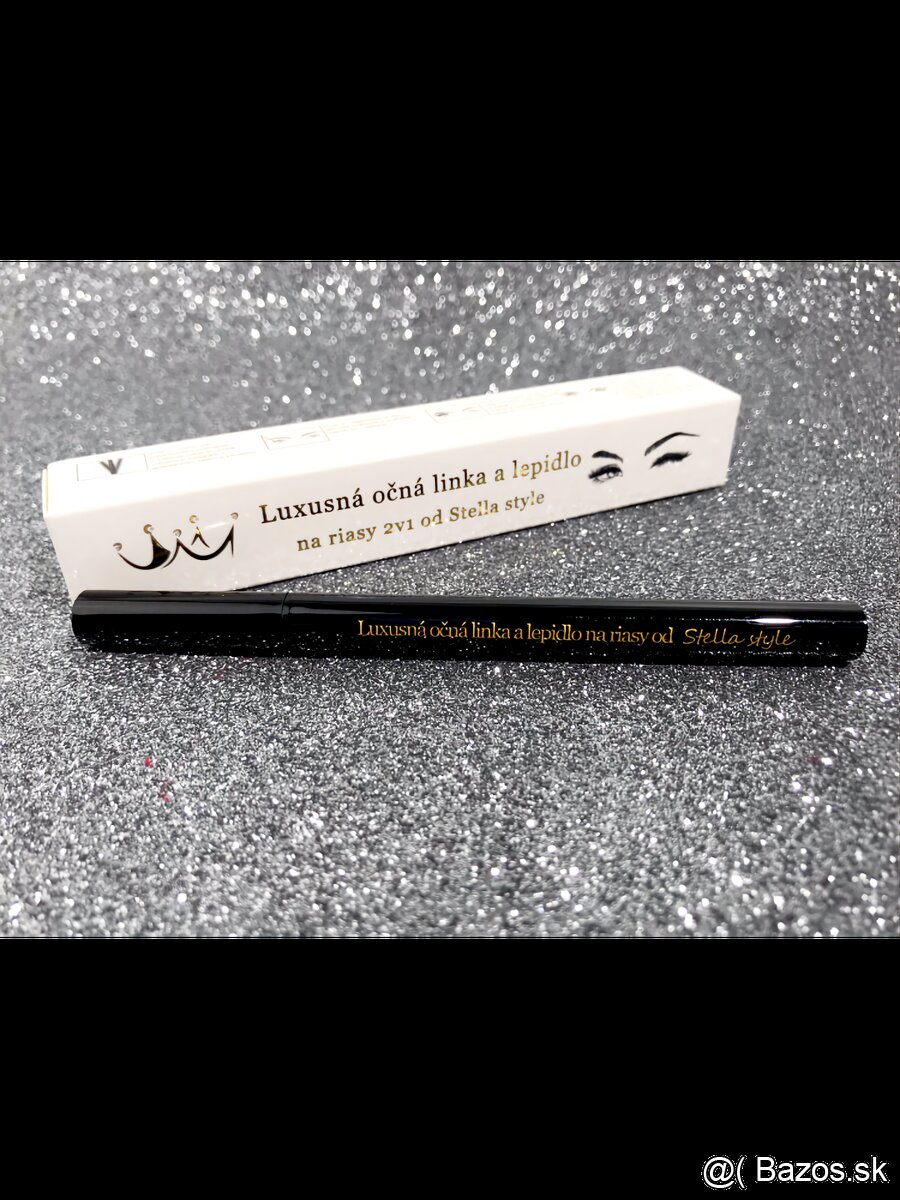 Luxusná očná linka a lepidlo
na riasy 2v1 od Stella style
Luxusná očná linka a lepidlo na riasy od Stella style
@( Bazos.sk